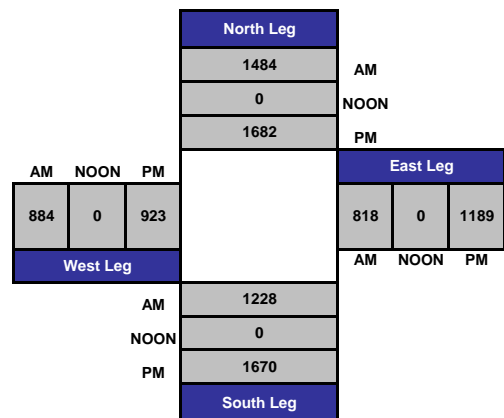 North Leg
1484 AM
0 NOON
1682 PM
AM NOON PM
East Leg
884 0 923
818 0 1189
West Leg
AM NOON PM
1228
AM
0
NOON
1670
PM
South Leg